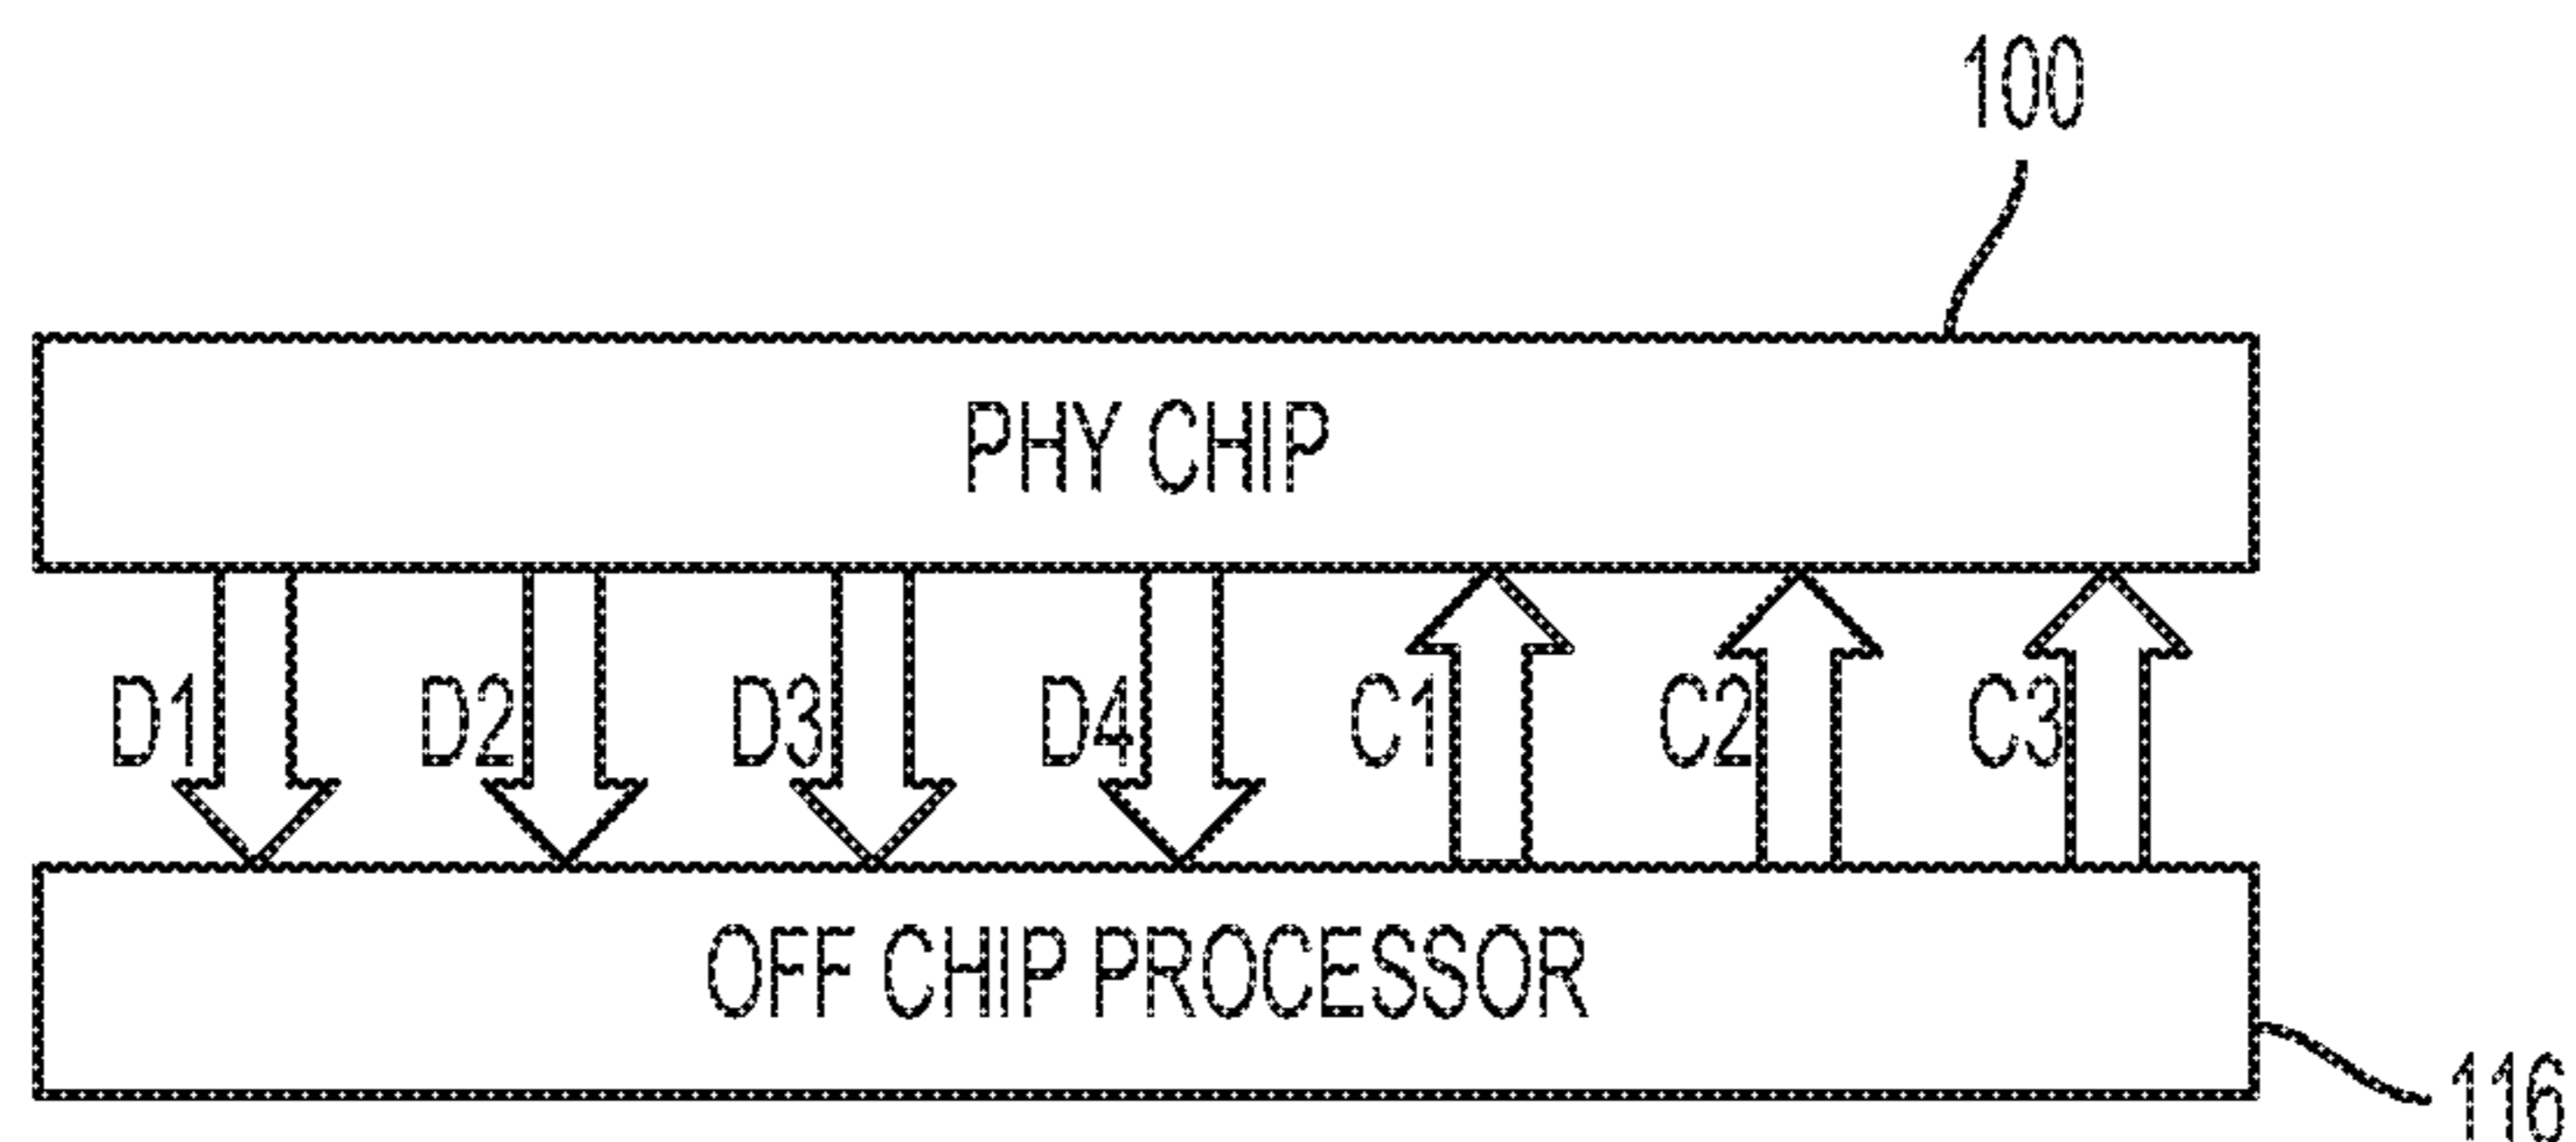 100
PHY CHIP
D1 D2 D3 D4 C1 C2 C3
OFF CHIP PROCESSOR
116